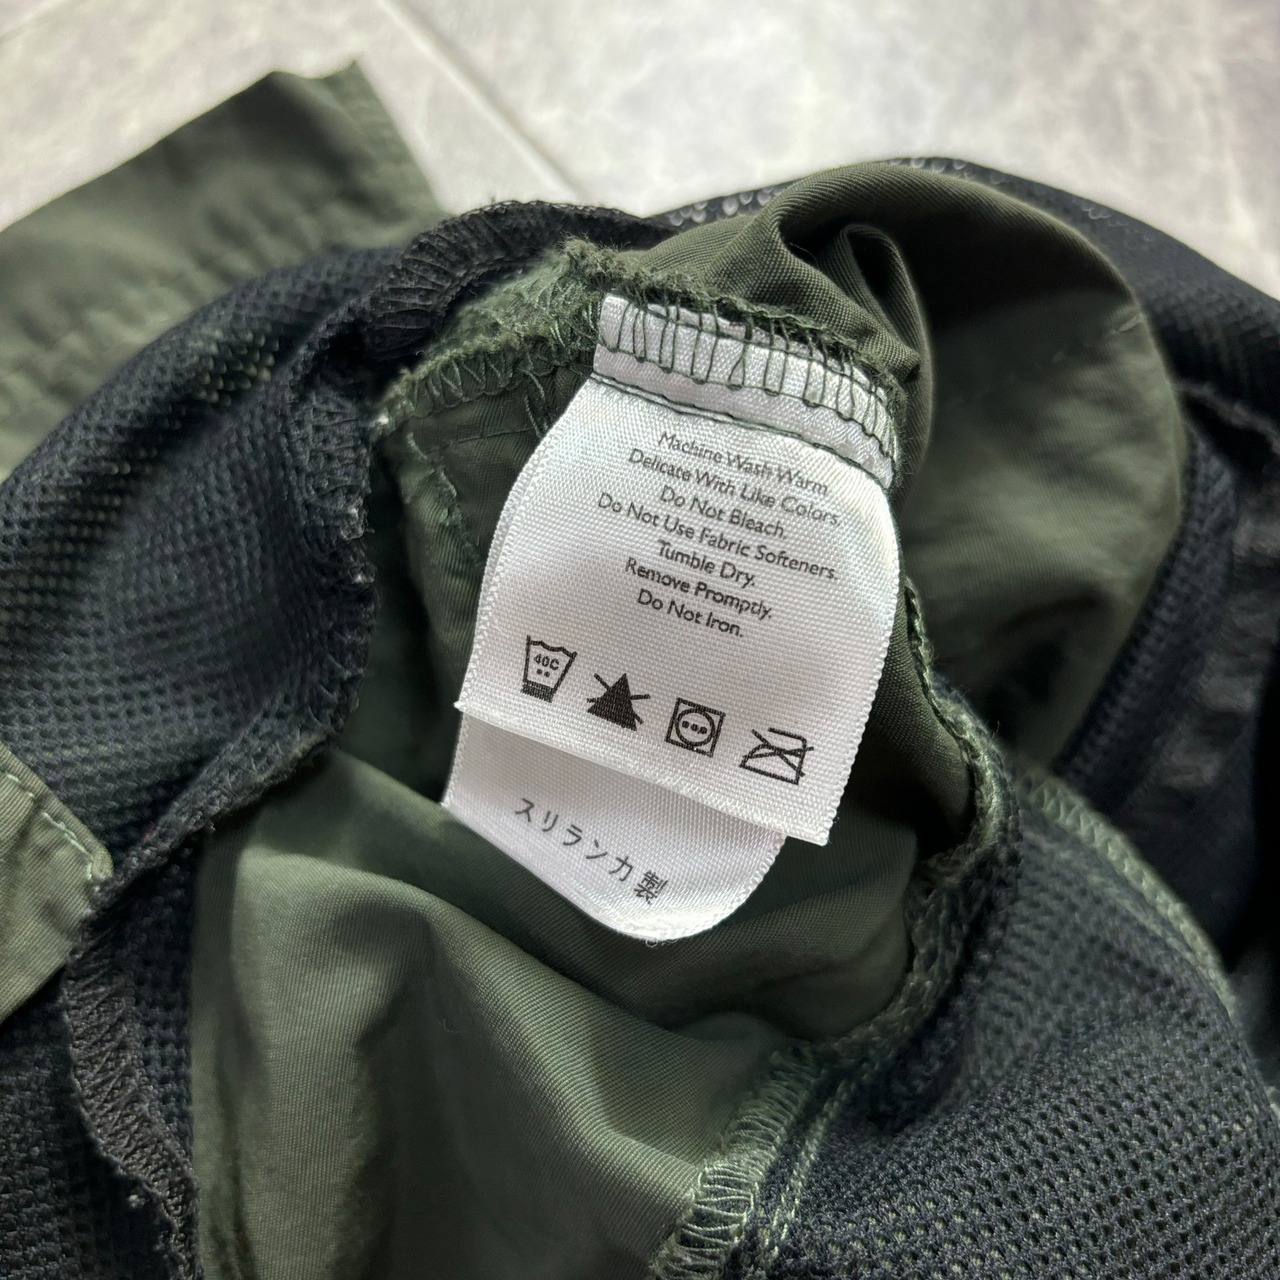 Machine Wash Warm
Delicate With Like Colors.
Do Not Bleach.
Do Not Use Fabric Softeners.
Tumble Dry.
Remove Promptly.
Do Not Iron.
40C
スリランカ製